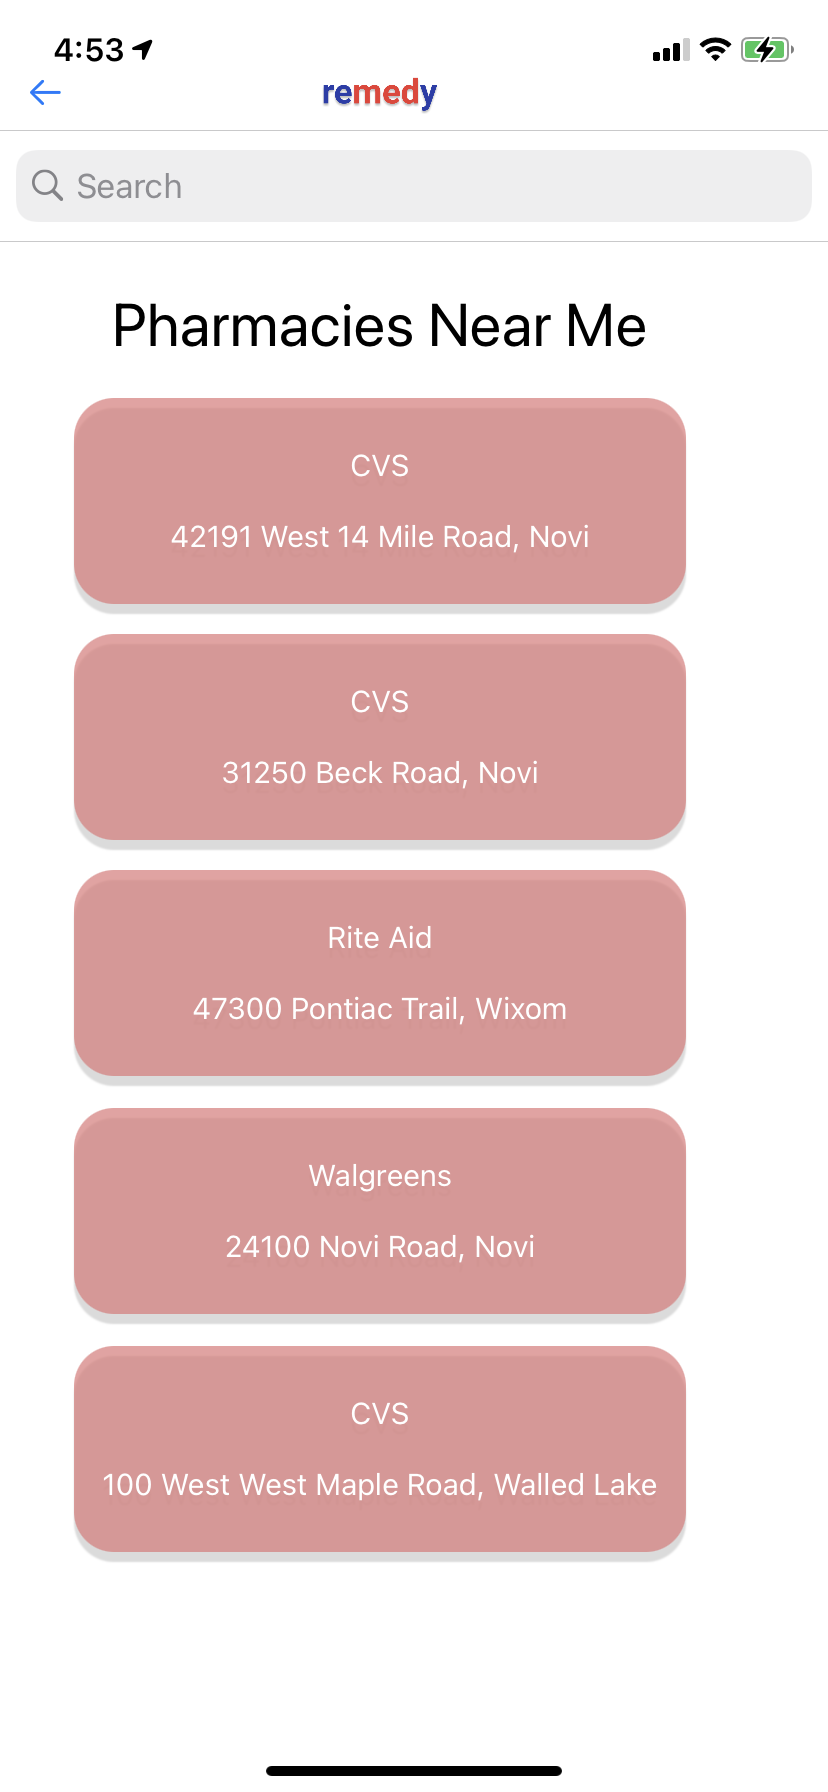 4:53
remedy
Search
Pharmacies Near Me
CVS
42191 West 14 Mile Road, Novi
CVS
31250 Beck Road, Novi
Rite Aid
47300 Pontiac Trail, Wixom
Walgreens
24100 Novi Road, Novi
CVS
100 West West Maple Road, Walled Lake